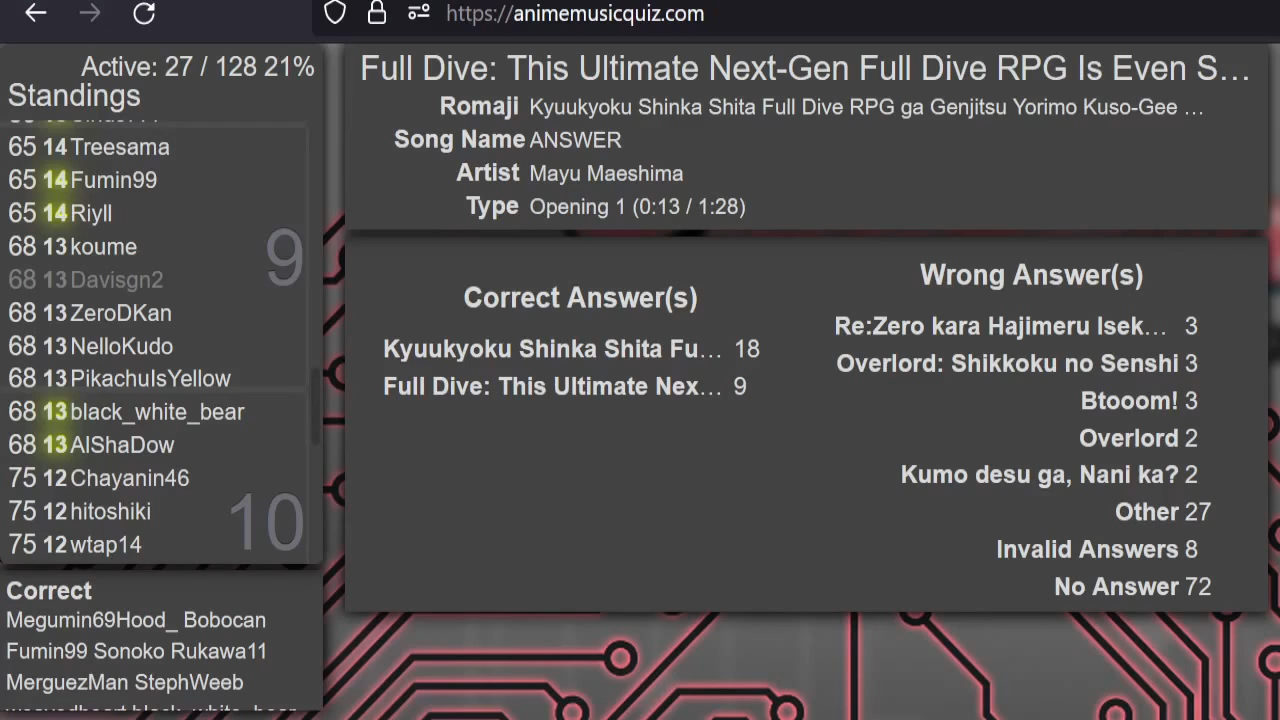 https://animemusicquiz.com
Active: 27 / 128 21%
Standings
65 14 Treesama
65 14 Fumin99
65 14 Riyll
68 13 koume
9
68 13 Davisgn2
68 13 ZeroDKan
68 13 NelloKudo
68 13 PikachuIsYellow
68 13 black_white_bear
68 13 AlShaDow
75 12 Chayanin46
75 12 hitoshiki
10
75 12 wtap14
Correct
Megumin69Hood_ Bobocan
Fumin99 Sonoko Rukawa11
MerguezMan StephWeeb
Full Dive: This Ultimate Next-Gen Full Dive RPG Is Even S...
Romaji Kyuukyoku Shinka Shita Full Dive RPG ga Genjitsu Yorimo Kuso-Gee ...
Song Name ANSWER
Artist Mayu Maeshima
Type Opening 1 (0:13 / 1:28)
Correct Answer(s)
Kyuukyoku Shinka Shita Fu... 18
Full Dive: This Ultimate Nex... 9
Wrong Answer(s)
Re:Zero kara Hajimeru Isek... 3
Overlord: Shikkoku no Senshi 3
Btooom! 3
Overlord 2
Kumo desu ga, Nani ka? 2
Other 27
Invalid Answers 8
No Answer 72